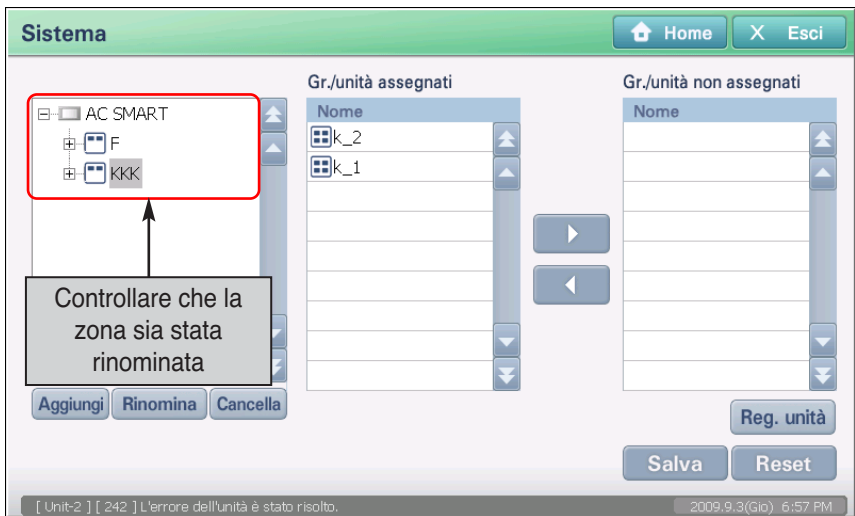 Sistema
Home
X Esci
Gr./unità assegnati
Gr./unità non assegnati
AC SMART
F
KKK
Nome
k_2
k_1
Nome
Controllare che la
zona sia stata
rinominata
Aggiungi
Rinomina
Cancella
Reg. unità
Salva
Reset
[ Unit-2 ] [ 242 ] L'errore dell'unità è stato risolto.
2009.9.3(Gio) 6:57 PM